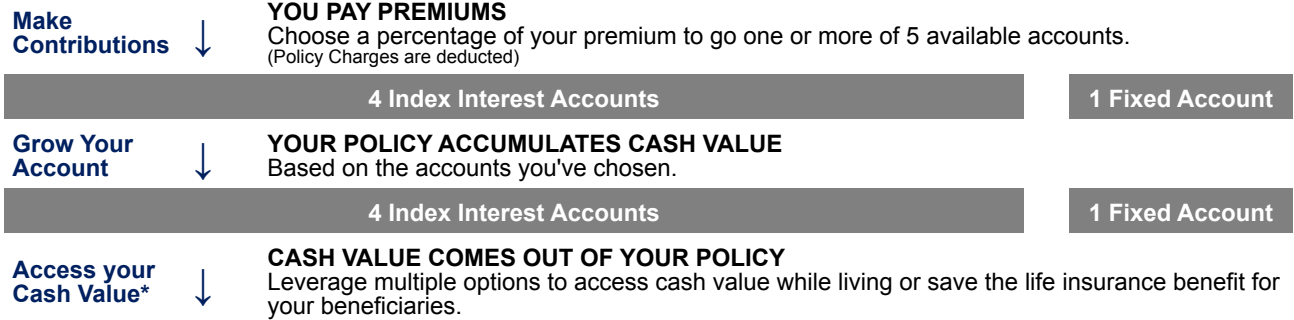 Make
Contributions
↓
YOU PAY PREMIUMS
Choose a percentage of your premium to go one or more of 5 available accounts.
(Policy Charges are deducted)
4 Index Interest Accounts
1 Fixed Account
Grow Your
Account
↓
YOUR POLICY ACCUMULATES CASH VALUE
Based on the accounts you've chosen.
4 Index Interest Accounts
1 Fixed Account
Access your
Cash Value*
↓
CASH VALUE COMES OUT OF YOUR POLICY
Leverage multiple options to access cash value while living or save the life insurance benefit for
your beneficiaries.